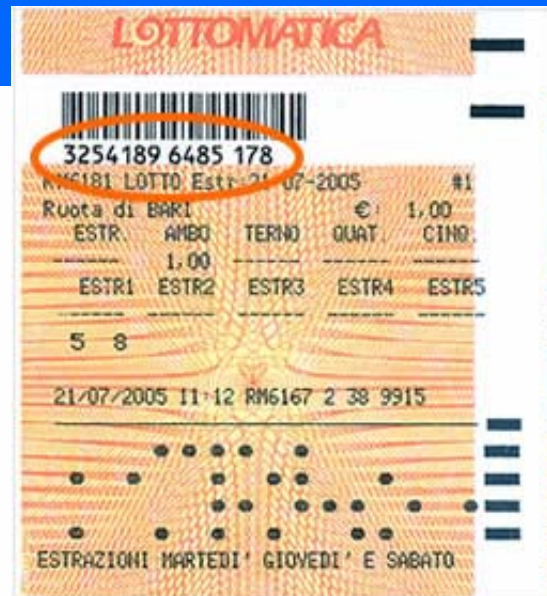 LOTTOMATICA
3254189 6485 178
RM6181 LOTTO Estr. 21-07-2005 #1
Ruota di BARI €: 1,00
ESTR. AMBO TERNO QUAT. CINQ.
------ 1,00 ------ ------ ------
ESTR1 ESTR2 ESTR3 ESTR4 ESTR5
------ ------ ------ ------ ------
5 8
21/07/2005 11:12 RM6167 2 38 9915
ESTRAZIONI MARTEDI' GIOVEDI' E SABATO